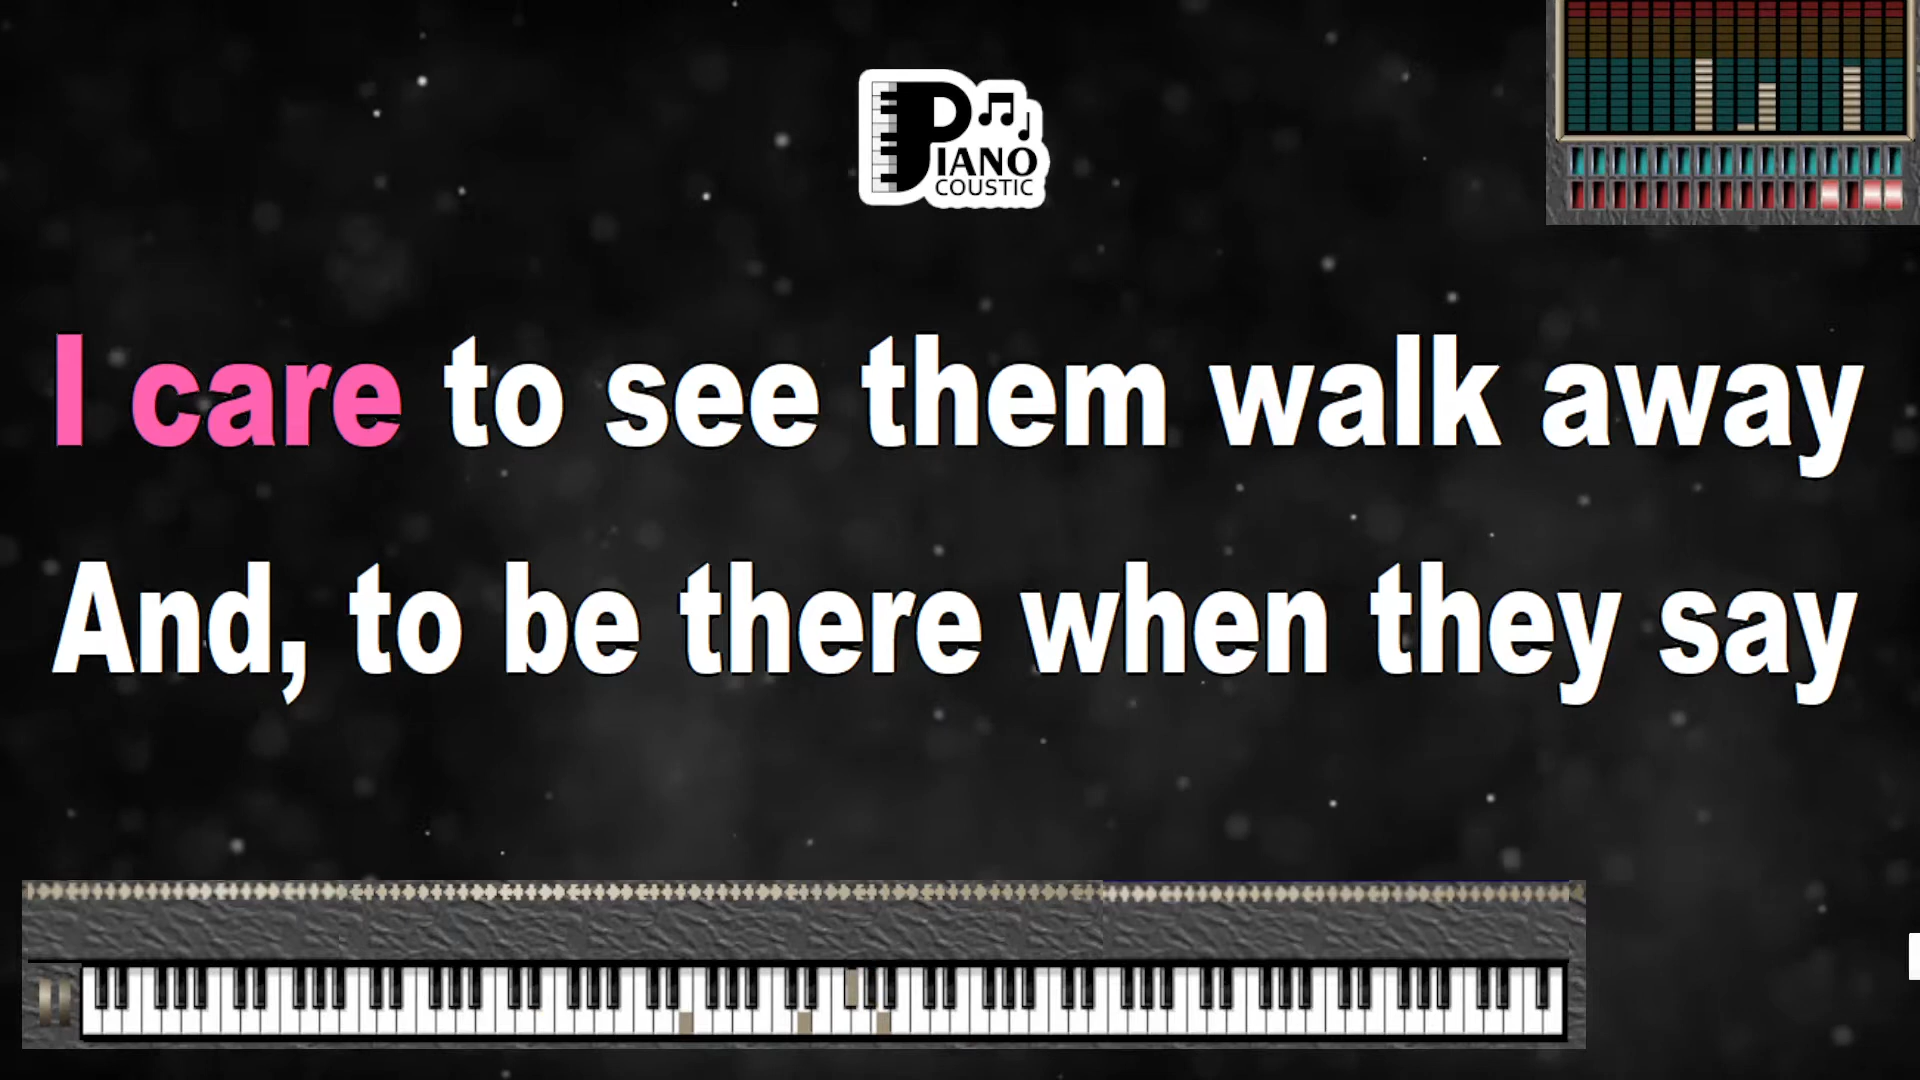 PIANO
COUSTIC
I care to see them walk away
And, to be there when they say